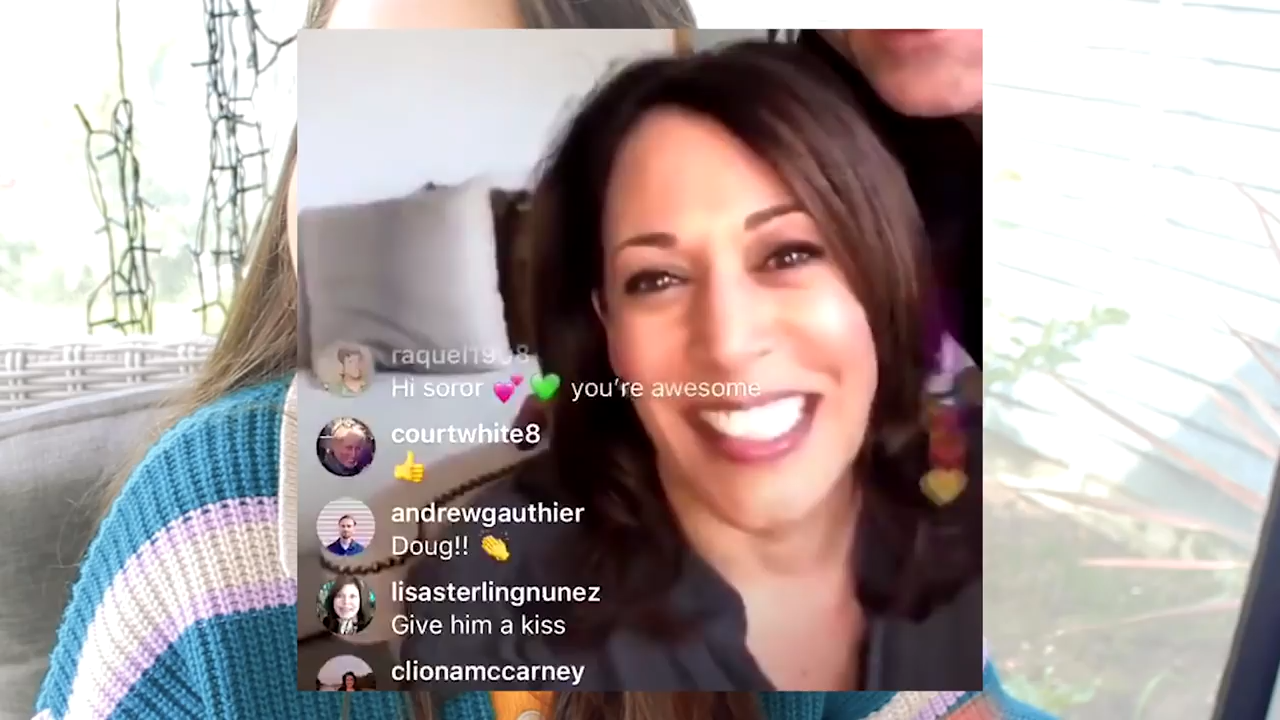 Hi soror 💕💚 you're awesome
courtwhite8
👍
andrewgauthier
Doug!! 👏
lisasterlingnunez
Give him a kiss
clionamccarney